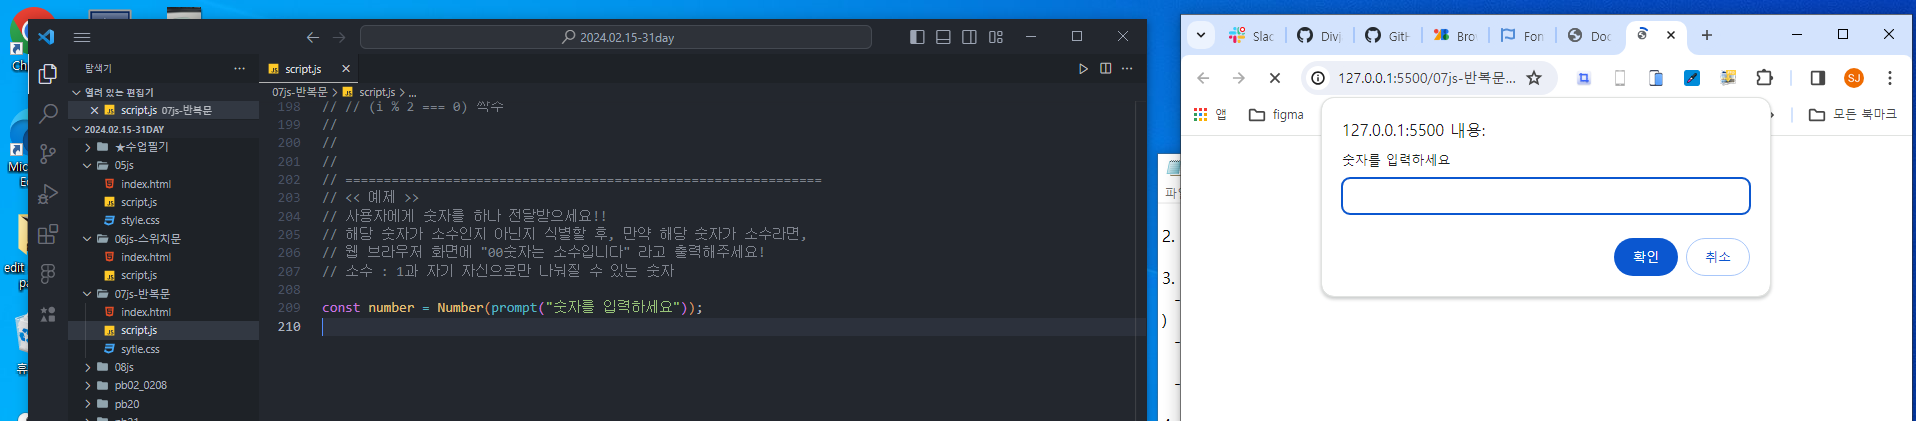 2024.02.15-31day
탐색기
script.js
열려 있는 편집기
script.js 07js-반복문
2024.02.15-31DAY
★수업필기
05js
index.html
script.js
style.css
06js-스위치문
index.html
script.js
07js-반복문
index.html
script.js
sytle.css
08js
pb02_0208
pb20
07js-반복문 > script.js > ...
198 // // (i % 2 === 0) 짝수
199 //
200 //
201 //
202 // ==============================================================
203 // << 예제 >>
204 // 사용자에게 숫자를 하나 전달받으세요!!
205 // 해당 숫자가 소수인지 아닌지 식별할 후, 만약 해당 숫자가 소수라면,
206 // 웹 브라우저 화면에 "00숫자는 소수입니다" 라고 출력해주세요!
207 // 소수 : 1과 자기 자신으로만 나눠질 수 있는 숫자
208
209 const number = Number(prompt("숫자를 입력하세요"));
210
edit
2.
3.
)
Slac
Divj
GitH
Bro
Fon
Doc
127.0.0.1:5500/07js-반복문...
SJ
앱
figma
모든 북마크
127.0.0.1:5500 내용:
숫자를 입력하세요
확인
취소